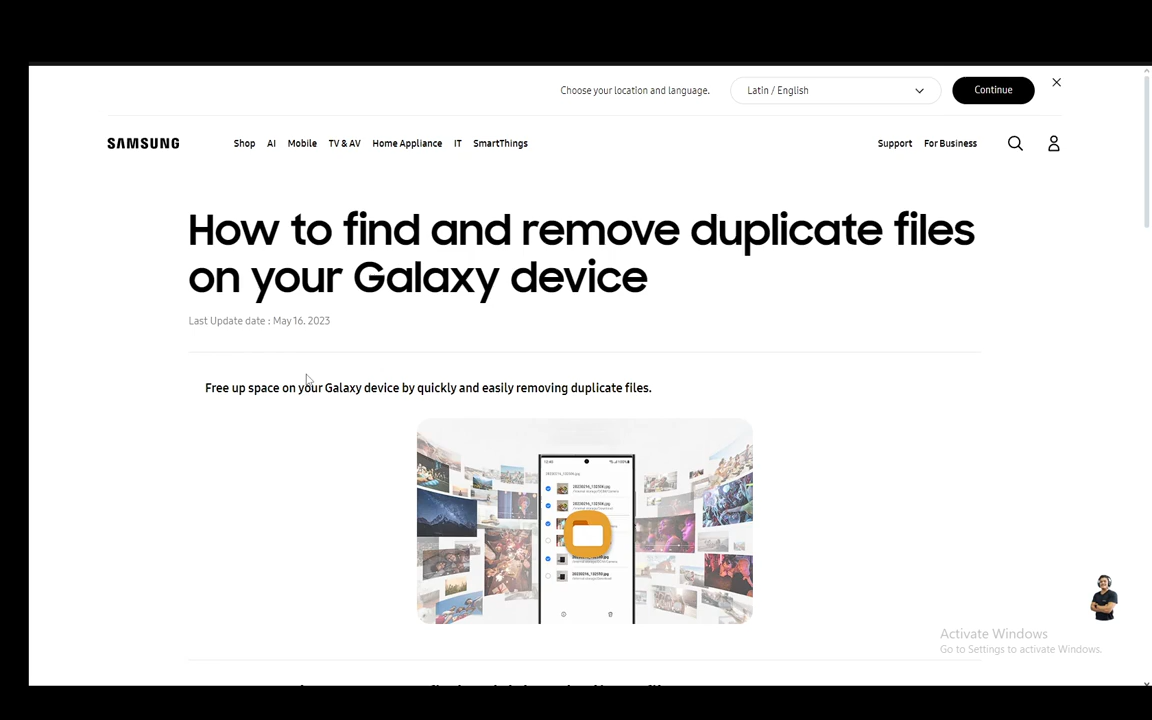 Choose your location and language.
Latin / English
Continue
SAMSUNG
Shop
AI
Mobile
TV & AV
Home Appliance
IT
SmartThings
Support
For Business
How to find and remove duplicate files
on your Galaxy device
Last Update date : May 16. 2023
Free up space on your Galaxy device by quickly and easily removing duplicate files.
Activate Windows
Go to Settings to activate Windows.